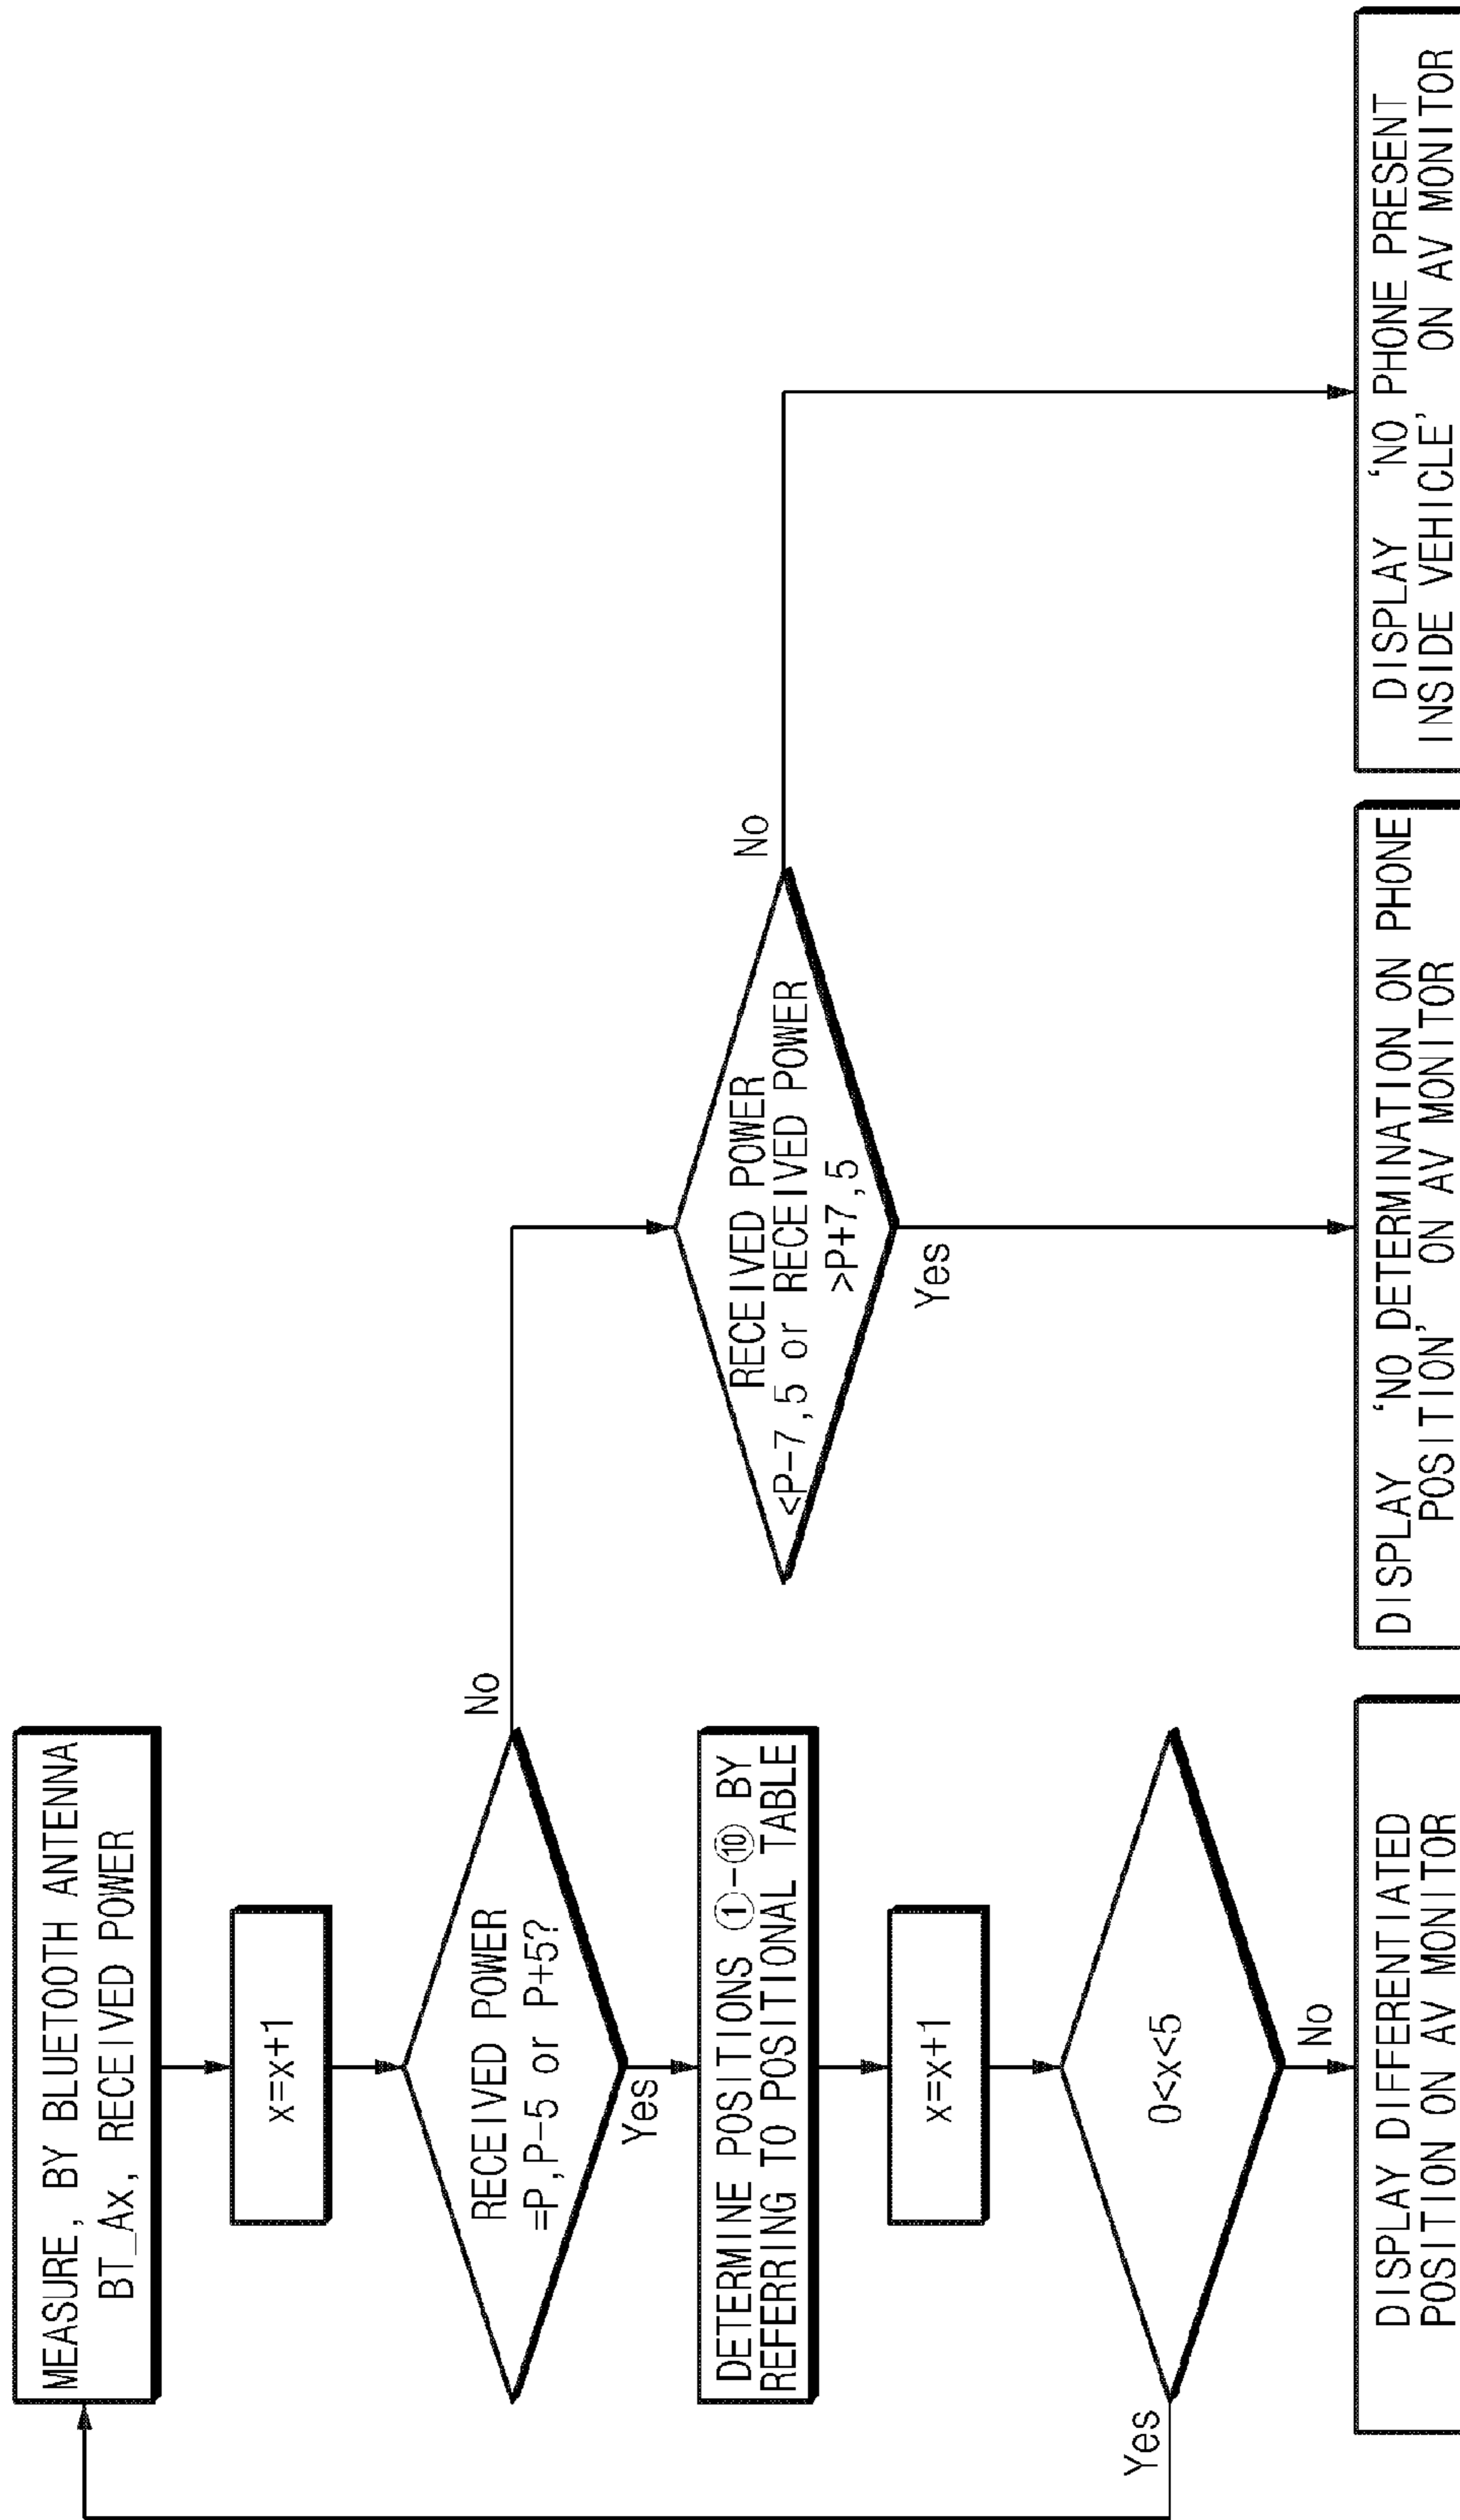 MEASURE, BY BLUETOOTH ANTENNA
BT_Ax, RECEIVED POWER
x=x+1
RECEIVED POWER
=P,P-5 or P+5?
No
Yes
DETERMINE POSITIONS ①-⑩ BY
REFERRING TO POSITIONAL TABLE
x=x+1
0<x<5
Yes
No
DISPLAY DIFFERENTIATED
POSITION ON AV MONITOR
RECEIVED POWER
<P-7,5 or RECEIVED POWER
>P+7,5
No
Yes
DISPLAY ‘NO DETERMINATION ON PHONE
POSITION’ ON AV MONITOR
DISPLAY ‘NO PHONE PRESENT
INSIDE VEHICLE’ ON AV MONITOR